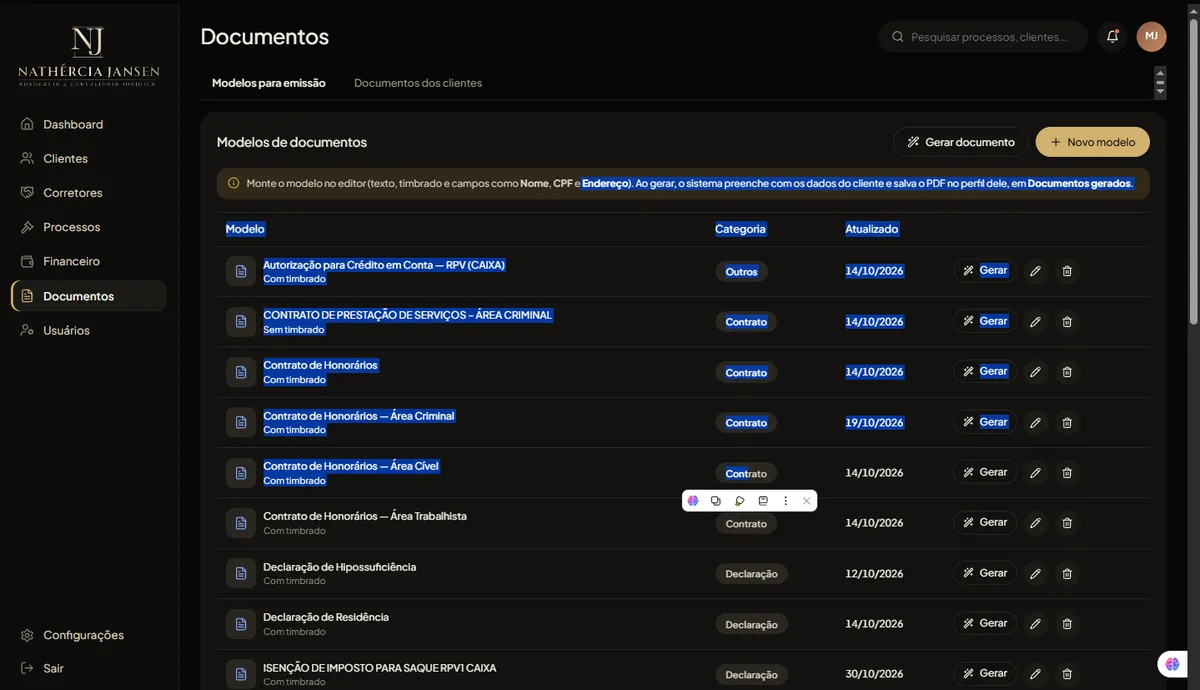 NJ
NATHÉRCIA JANSEN
ADVOCACIA & CONSULTORIA JURÍDICA
Documentos
Pesquisar processos, clientes...
MJ
Modelos para emissão
Documentos dos clientes
Dashboard
Clientes
Corretores
Processos
Financeiro
Documentos
Usuários
Configurações
Sair
Modelos de documentos
Gerar documento
+ Novo modelo
Monte o modelo no editor (texto, timbrado e campos como Nome, CPF e Endereço). Ao gerar, o sistema preenche com os dados do cliente e salva o PDF no perfil dele, em Documentos gerados.
Modelo Categoria Atualizado
Autorização para Crédito em Conta — RPV (CAIXA)
Com timbrado
Outros 14/10/2026 Gerar
CONTRATO DE PRESTAÇÃO DE SERVIÇOS - ÁREA CRIMINAL
Sem timbrado
Contrato 14/10/2026 Gerar
Contrato de Honorários
Com timbrado
Contrato 14/10/2026 Gerar
Contrato de Honorários — Área Criminal
Com timbrado
Contrato 19/10/2026 Gerar
Contrato de Honorários — Área Cível
Com timbrado
Contrato 14/10/2026 Gerar
Contrato de Honorários — Área Trabalhista
Com timbrado
Contrato 14/10/2026 Gerar
Declaração de Hipossuficiência
Com timbrado
Declaração 12/10/2026 Gerar
Declaração de Residência
Com timbrado
Declaração 14/10/2026 Gerar
ISENÇÃO DE IMPOSTO PARA SAQUE RPV1 CAIXA
Com timbrado
Declaração 30/10/2026 Gerar